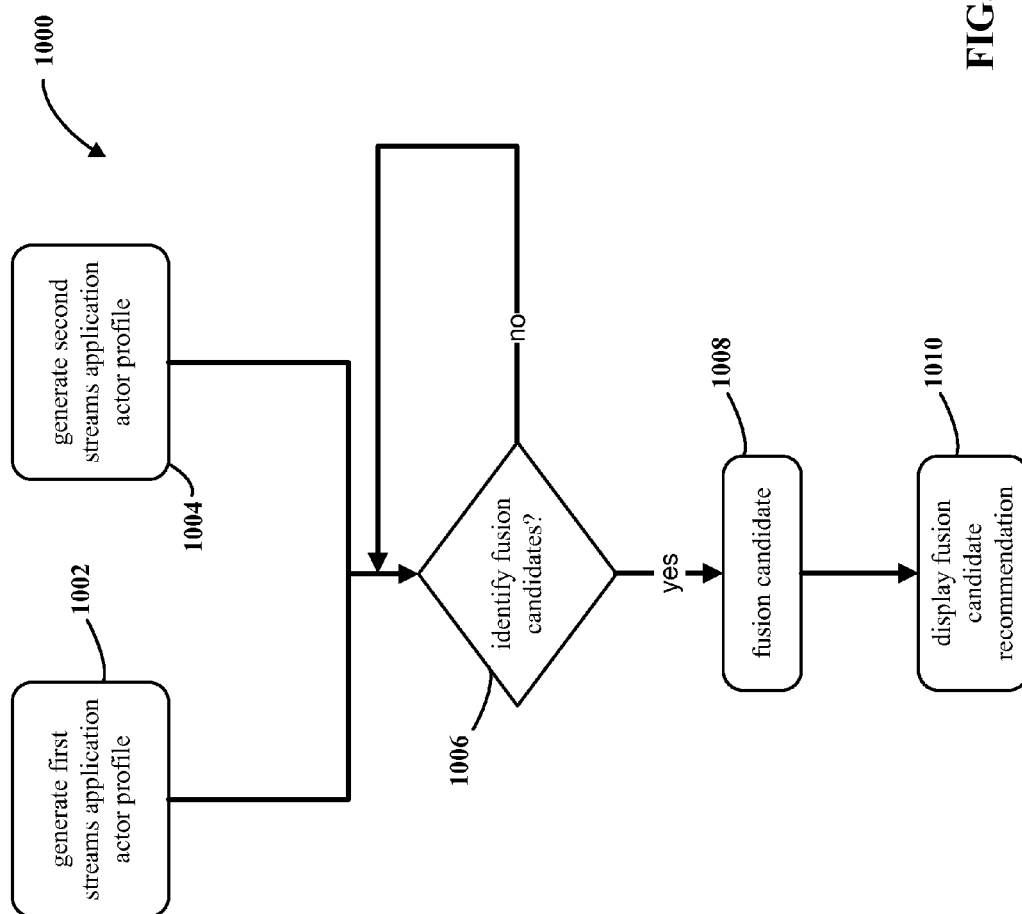 1000
generate first
streams application
actor profile
1002
generate second
streams application
actor profile
1004
identify fusion
candidates?
1006
no
yes
fusion candidate
1008
display fusion
candidate
recommendation
1010
FIG.